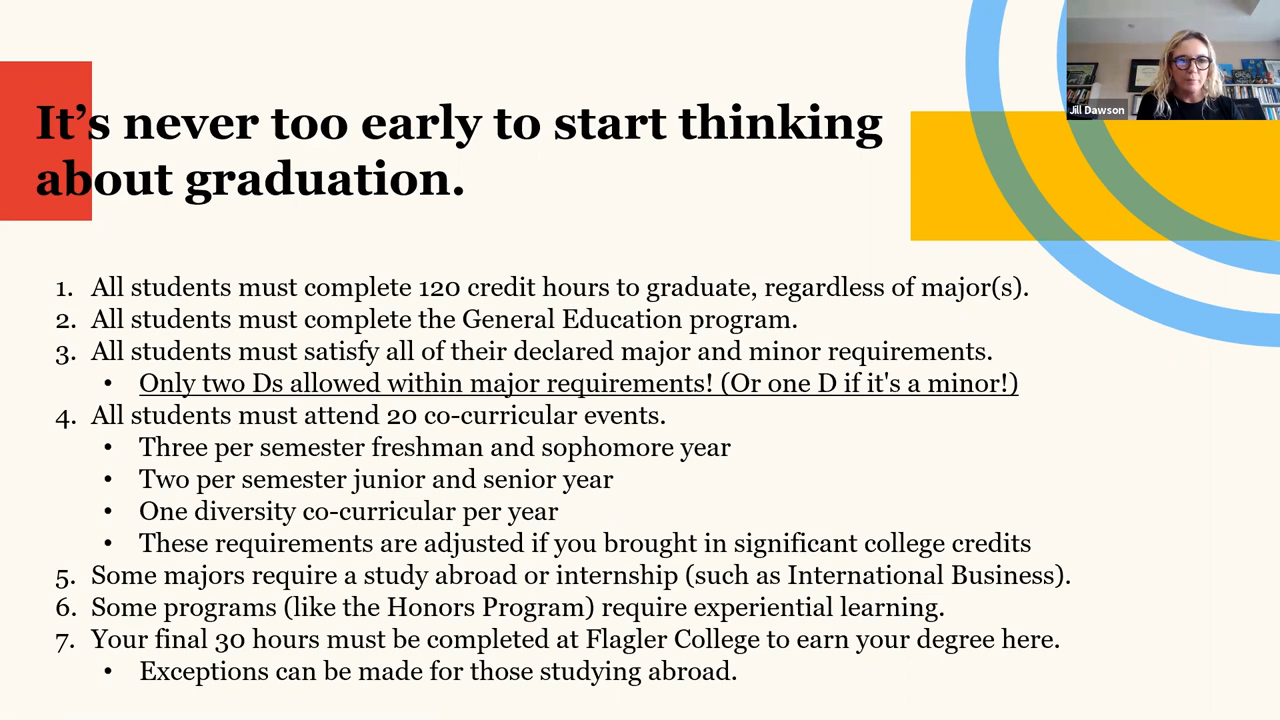 Jill Dawson
It’s never too early to start thinking
about graduation.
1. All students must complete 120 credit hours to graduate, regardless of major(s).
2. All students must complete the General Education program.
3. All students must satisfy all of their declared major and minor requirements.
• Only two Ds allowed within major requirements! (Or one D if it's a minor!)
4. All students must attend 20 co-curricular events.
• Three per semester freshman and sophomore year
• Two per semester junior and senior year
• One diversity co-curricular per year
• These requirements are adjusted if you brought in significant college credits
5. Some majors require a study abroad or internship (such as International Business).
6. Some programs (like the Honors Program) require experiential learning.
7. Your final 30 hours must be completed at Flagler College to earn your degree here.
• Exceptions can be made for those studying abroad.